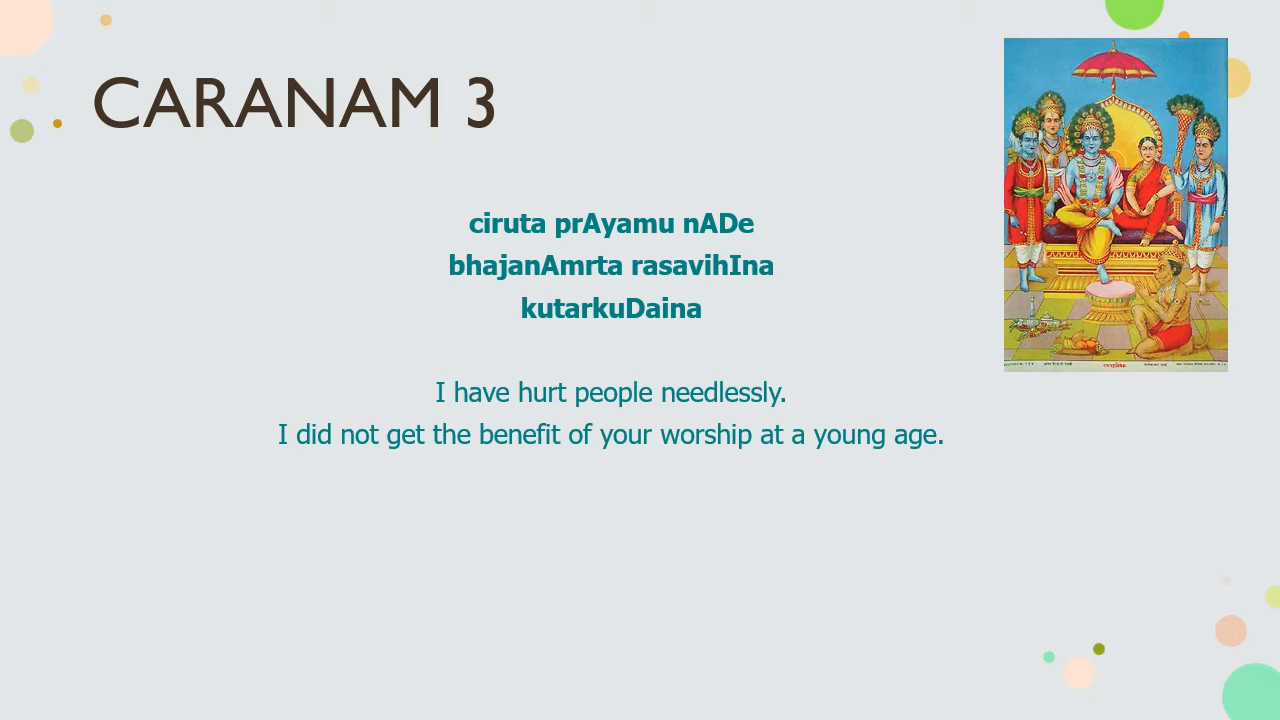 CARANAM 3
ciruta prAyamu nADe
bhajanAmrta rasavihIna
kutarkuDaina
I have hurt people needlessly.
I did not get the benefit of your worship at a young age.